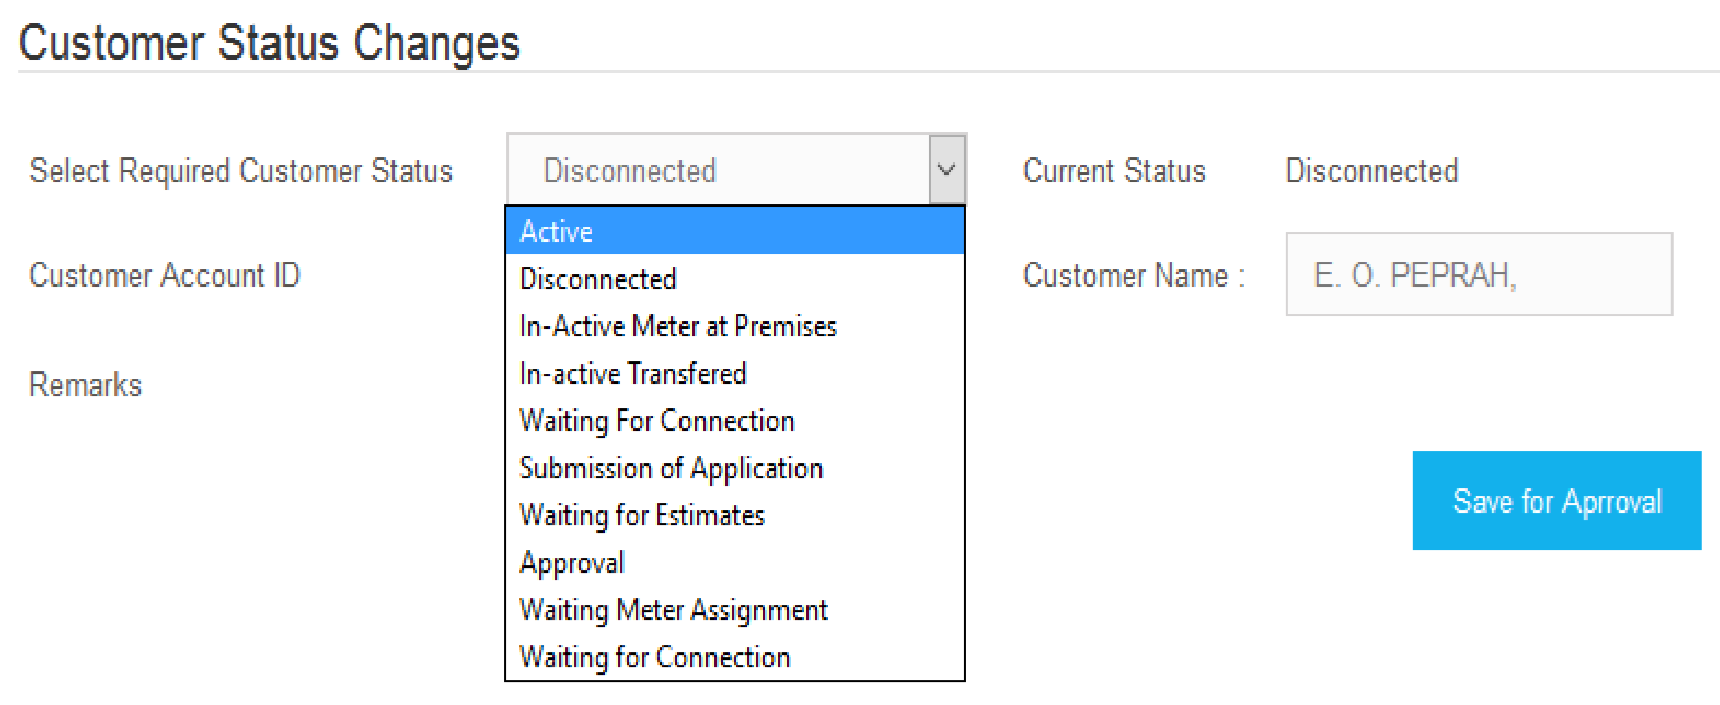 Customer Status Changes
Select Required Customer Status Disconnected Current Status Disconnected
Active
Customer Account ID Disconnected Customer Name : E. O. PEPRAH,
In-Active Meter at Premises
Remarks In-active Transfered
Waiting For Connection
Submission of Application
Waiting for Estimates Save for Aprroval
Approval
Waiting Meter Assignment
Waiting for Connection